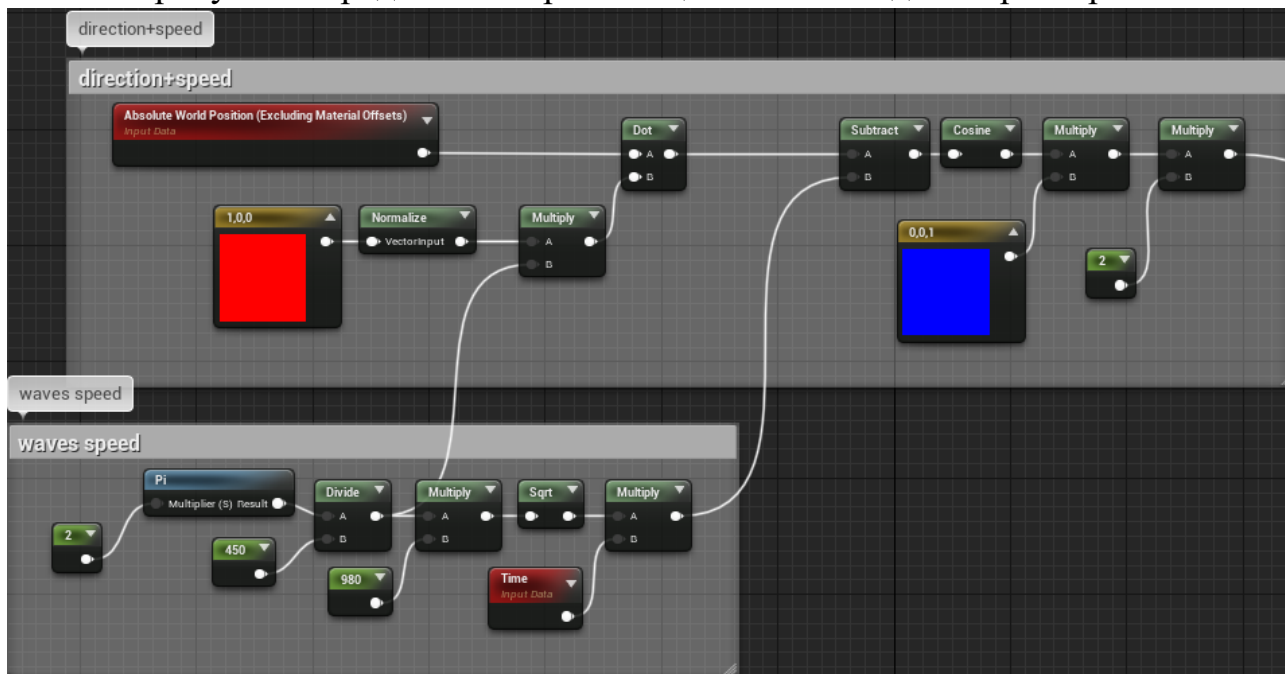 direction+speed
direction+speed
Absolute World Position (Excluding Material Offsets)
Input Data
Dot
A
B
Subtract
A
B
Cosine
Multiply
A
B
Multiply
A
B
1,0,0
Normalize
VectorInput
Multiply
A
B
0,0,1
2
waves speed
waves speed
Pi
Multiplier (S) Result
Divide
A
B
Multiply
A
B
Sqrt
Multiply
A
B
2
450
980
Time
Input Data